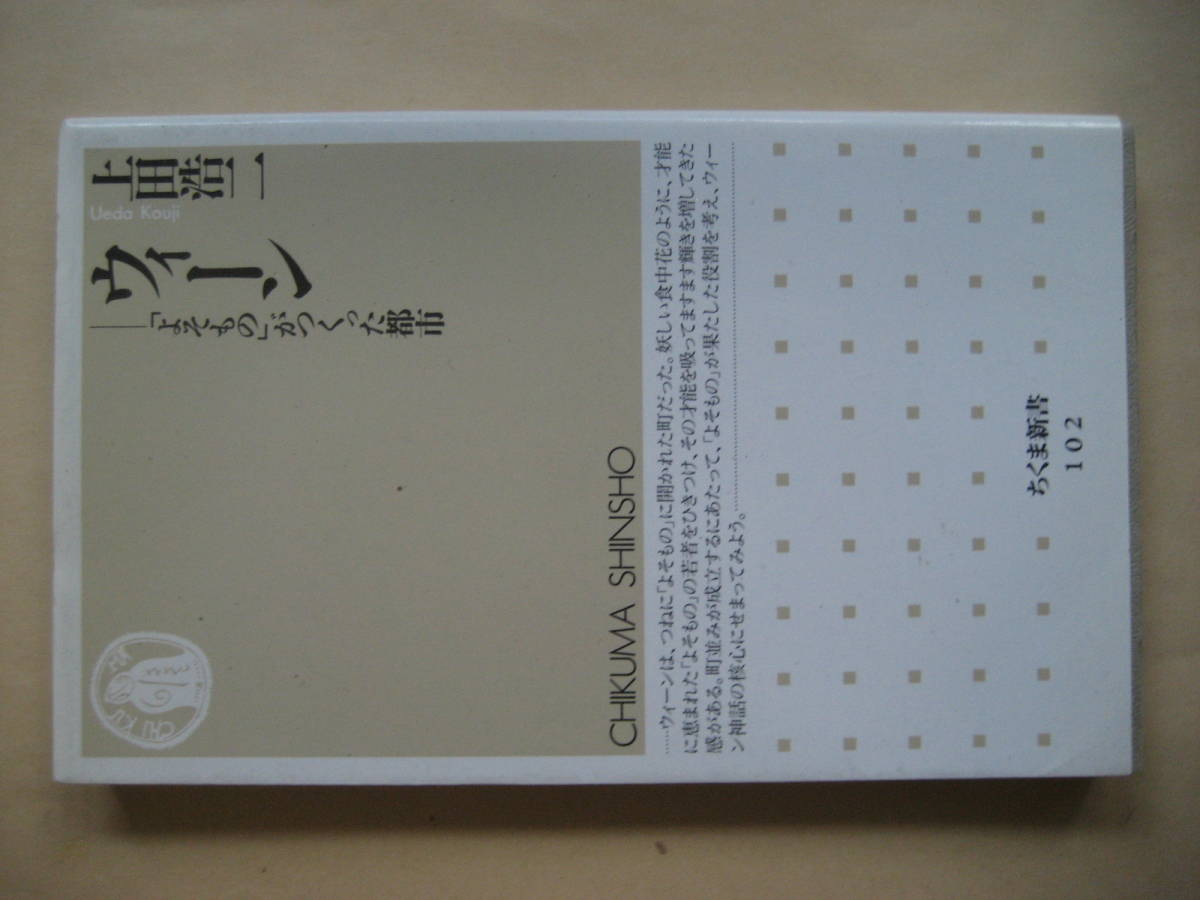 上田浩二
Ueda Kouji
ウィーン
——「よそもの」がつくった都市
CHIKUMA SHINSHO
……ウィーンは、つねに「よそもの」に開かれた町だった。妖しい食中花のように、才能
に恵まれた「よそもの」の若者をひきつけ、その才能を吸ってますます輝きを増してきた
感がある。町並みが成立するにあたって、「よそもの」が果たした役割を考え、ウィー
ン神話の核心にせまってみよう。……………………
ちくま新書
102